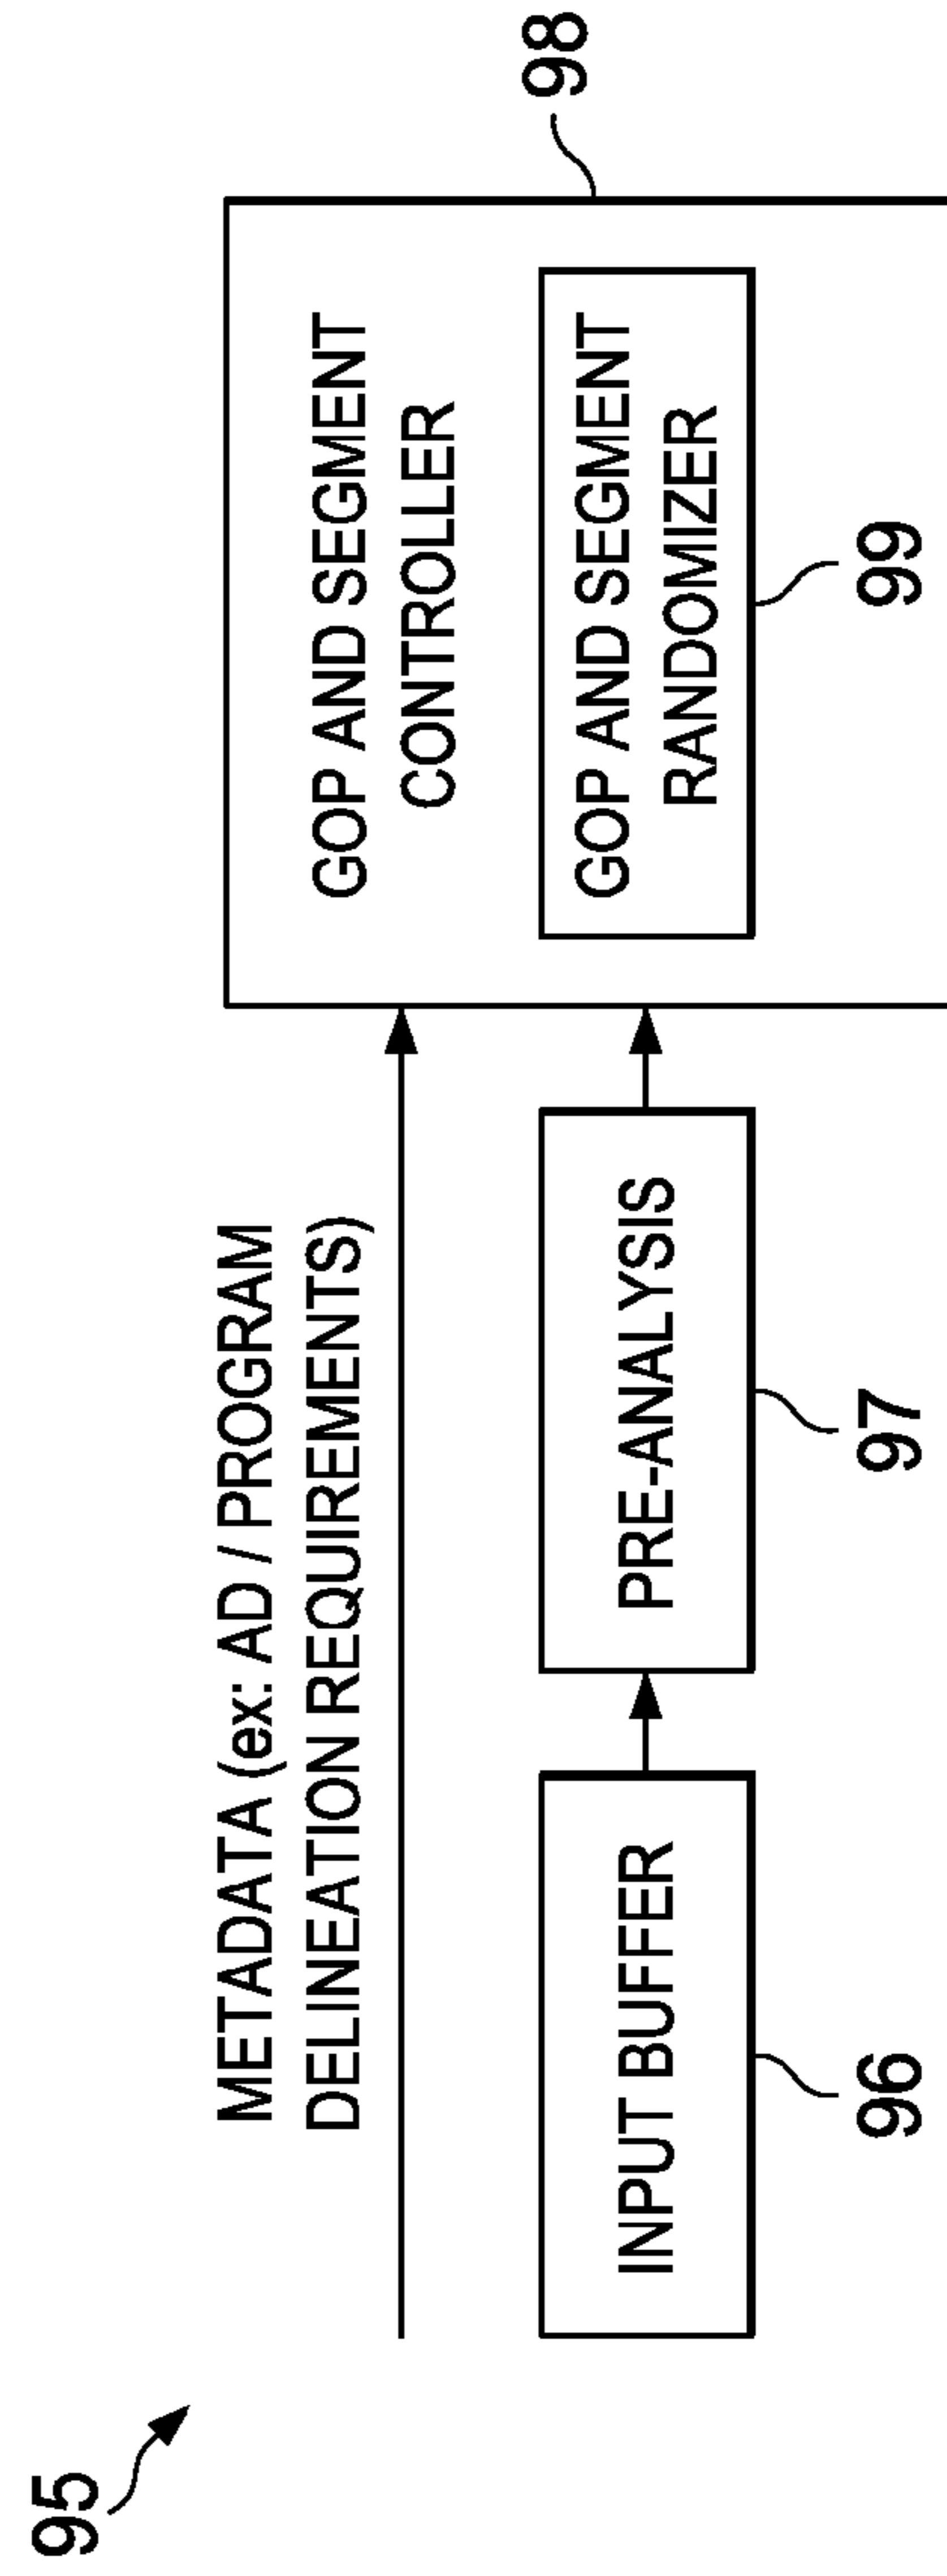 95
METADATA (ex: AD / PROGRAM
DELINEATION REQUIREMENTS)
INPUT BUFFER
96
PRE-ANALYSIS
97
GOP AND SEGMENT
CONTROLLER
GOP AND SEGMENT
RANDOMIZER
99
98